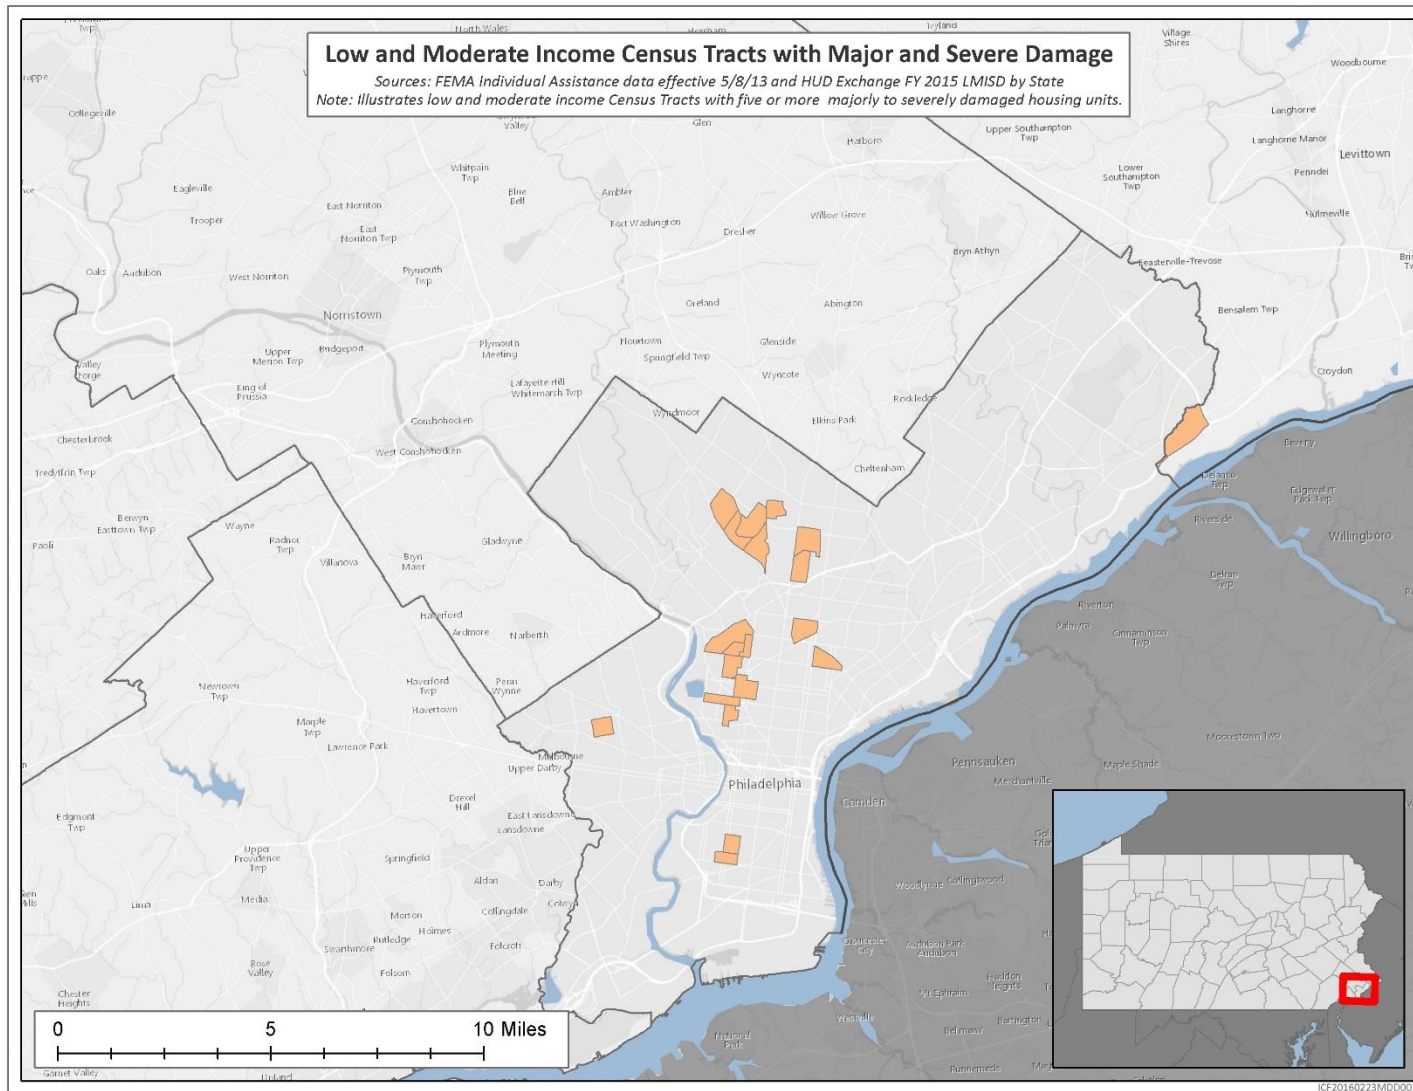 North Wales
Horsham
Ivyland
Village
Shires
Low and Moderate Income Census Tracts with Major and Severe Damage
Sources: FEMA Individual Assistance data effective 5/8/13 and HUD Exchange FY 2015 LMISD by State
Note: Illustrates low and moderate income Census Tracts with five or more majorly to severely damaged housing units.
Woodbourne
Collegeville
Valley
Glen
Upper Southampton
Twp
Langhorne
Hatboro
Langhorne Manor
Levittown
Whitpain
Twp
Lower
Southampton
Twp
Penndel
Eagleville
Blue
Bell
Ambler
Trooper
East Norriton
Fort Washington
Willow Grove
Hulmeville
East
Norriton Twp
Dresher
Bryn Athyn
Feasterville-Trevose
Oaks
Audubon
West Norriton
Plymouth
Twp
Oreland
Abington
Bensalem Twp
Norristown
Upper
Merion Twp
Bridgeport
Plymouth
Meeting
Flourtown
Springfield Twp
Glenside
Valley
Forge
Wyncote
Croydon
King of
Prussia
Lafayette Hill
Whitemarsh Twp
Rockledge
Wyndmoor
Elkins Park
Conshohocken
Chesterbrook
West Conshohocken
Beverly
Tredyffrin Twp
Cheltenham
Delanco
Twp
Edgewater
Park Twp
Berwyn
Easttown Twp
Wayne
Riverside
Paoli
Radnor
Twp
Gladwyne
Willingboro
Villanova
Bryn
Mawr
Delran
Twp
Haverford
Riverton
Ardmore
Narberth
Palmyra
Cinnaminson
Twp
Newtown
Twp
Haverford
Twp
Penn
Wynne
Havertown
Marple
Twp
Lawrence Park
Moorestown Twp
Millbourne
Upper Darby
Pennsauken
Maple Shade
Philadelphia
Merchantville
Drexel
Hill
Camden
Edgmont
Twp
East Lansdowne
Lansdowne
Upper
Providence
Twp
Springfield
Aldan
Darby
Woodlynne
Collingswood
Glen
Mills
Lima
Media
Colwyn
Morton
Collingdale
Rutledge
Holmes
Swarthmore
Folcroft
Gloucester
City
Audubon Park
Audubon
Rose
Valley
Folsom
Haddon
Heights
Chester
Heights
Mt Ephraim
Barrington
Westville
Bellmawr
National
Park
0 5 10 Miles
Garnet Valley
Upland
Runnemede
ICF20160223MDD00